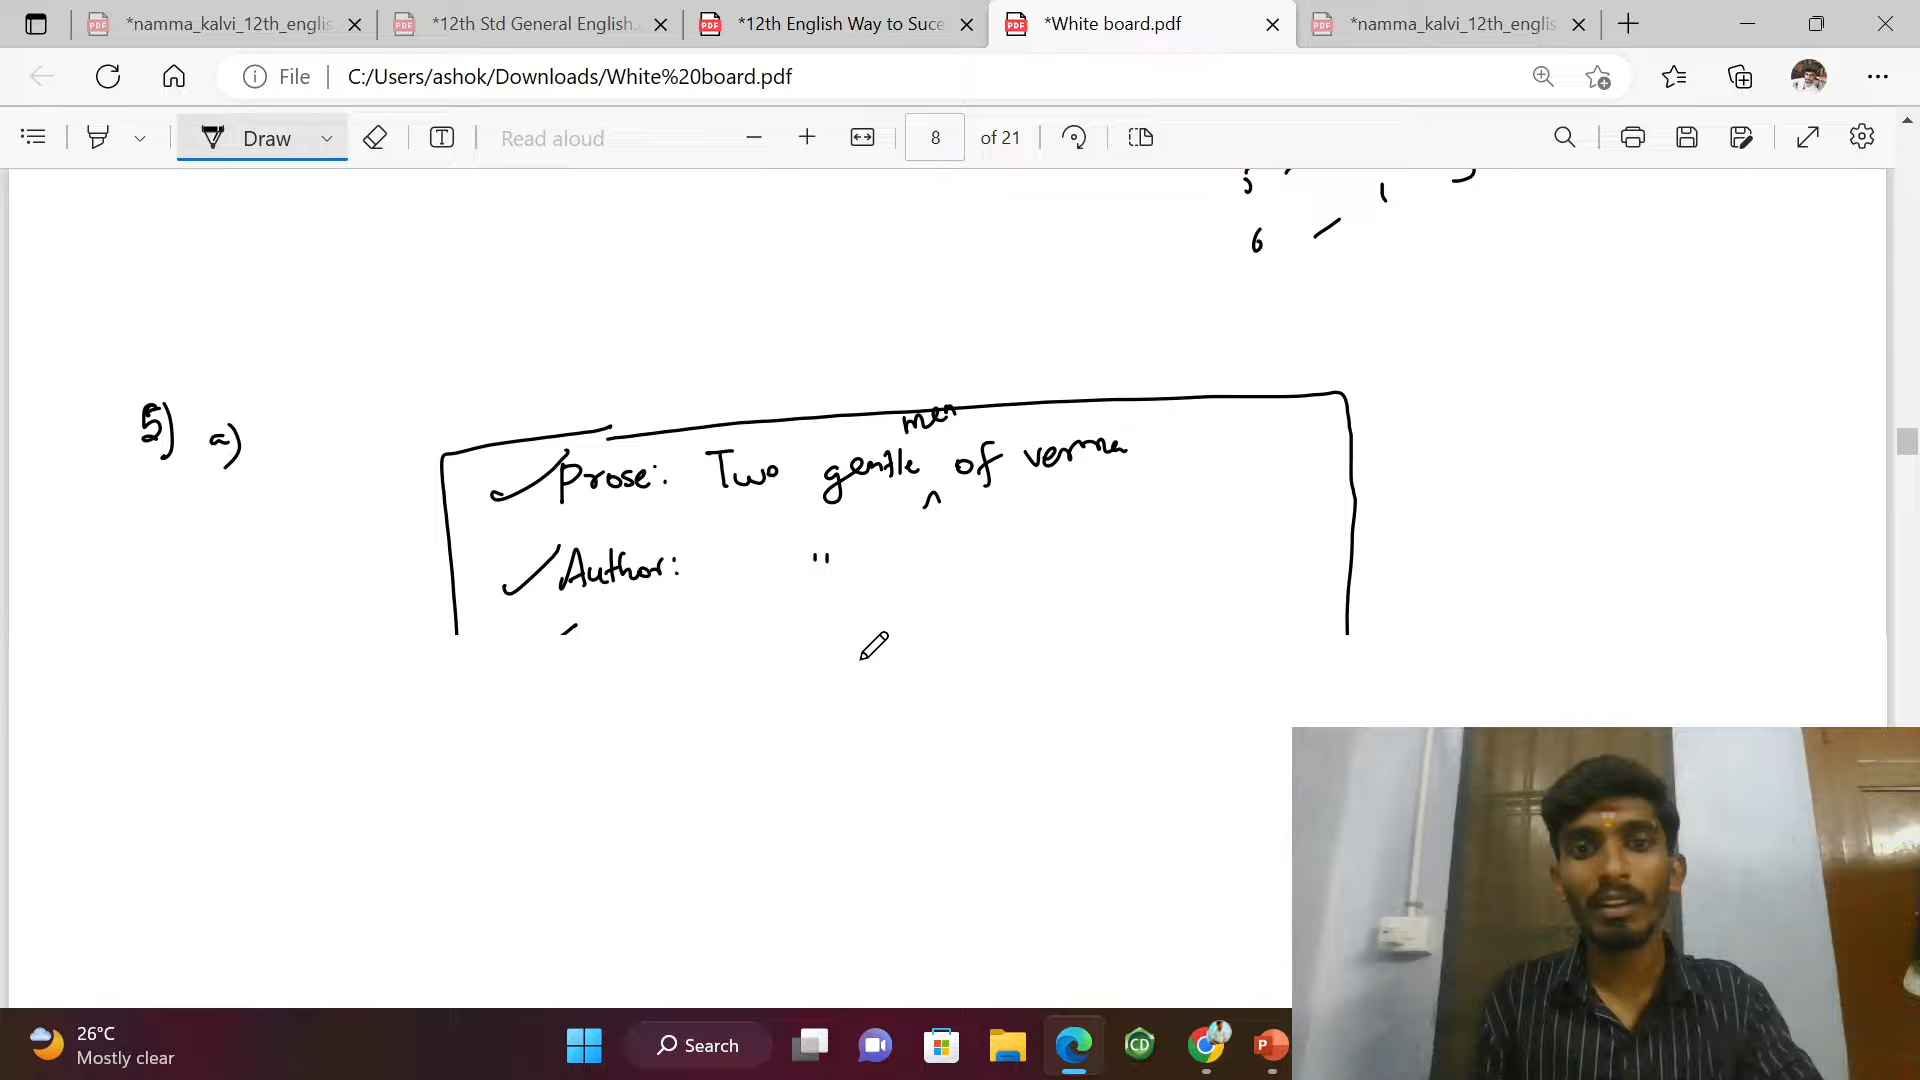 *namma_kalvi_12th_englis
*12th Std General English.
*12th English Way to Suce
*White board.pdf
*namma_kalvi_12th_englis
File
C:/Users/ashok/Downloads/White%20board.pdf
Draw
Read aloud
8
of 21
6
5) a)
men
Prose: Two gentle ^ of verma
Author: "
26°C
Mostly clear
Search